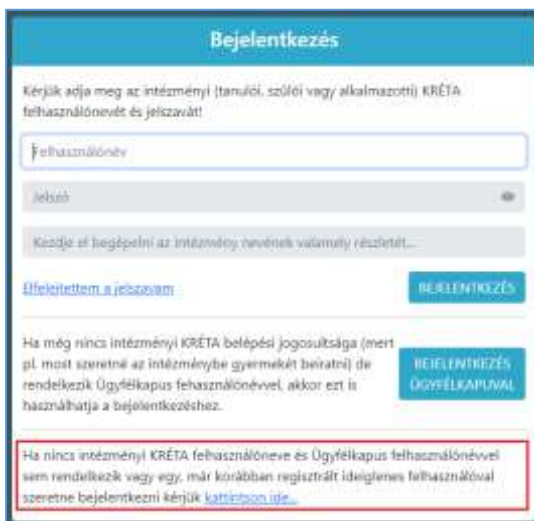 Bejelentkezés
Kérjük adja meg az intézményi (tanulói, szülői vagy alkalmazotti) KRÉTA
felhasználónevét és jelszavát!
Felhasználónév
Jelszó
Kezdje el begépelni az intézmény nevének valamely részletét...
Elfelejtettem a jelszavam
BEJELENTKEZÉS
Ha még nincs intézményi KRÉTA belépési jogosultsága (mert
pl. most szeretné az intézménybe gyermekét beiratni) de
rendelkezik Ügyfélkapus fehasználónévvel, akkor ezt is
használhatja a bejelentkezéshez.
BEJELENTKEZÉS
ÜGYFÉLKAPUVAL
Ha nincs intézményi KRÉTA felhasználóneve és Ügyfélkapus felhasználónévvel
sem rendelkezik vagy egy, már korábban regisztrált ideiglenes felhasználóval
szeretne bejelentkezni kérjük kattintson ide...